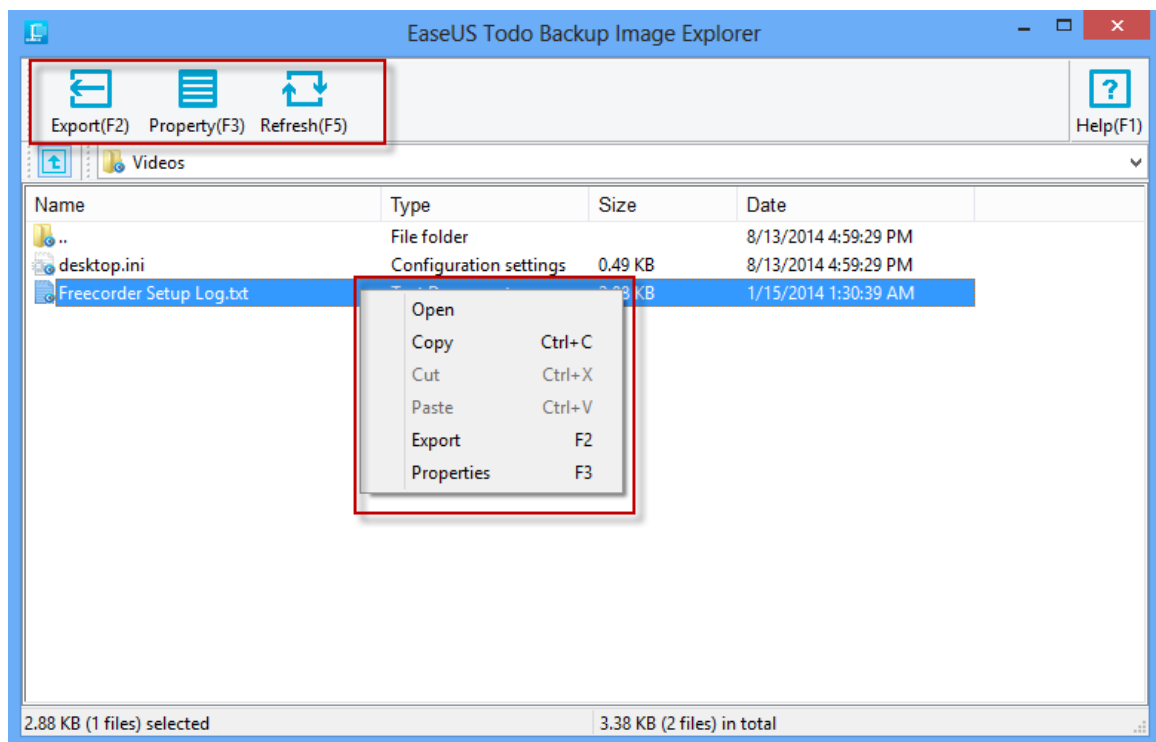 EaseUS Todo Backup Image Explorer
Export(F2) Property(F3) Refresh(F5) Help(F1)
Videos
Name Type Size Date
.. File folder 8/13/2014 4:59:29 PM
desktop.ini Configuration settings 0.49 KB 8/13/2014 4:59:29 PM
Freecorder Setup Log.txt KB 1/15/2014 1:30:39 AM
Open
Copy Ctrl+C
Cut Ctrl+X
Paste Ctrl+V
Export F2
Properties F3
2.88 KB (1 files) selected 3.38 KB (2 files) in total